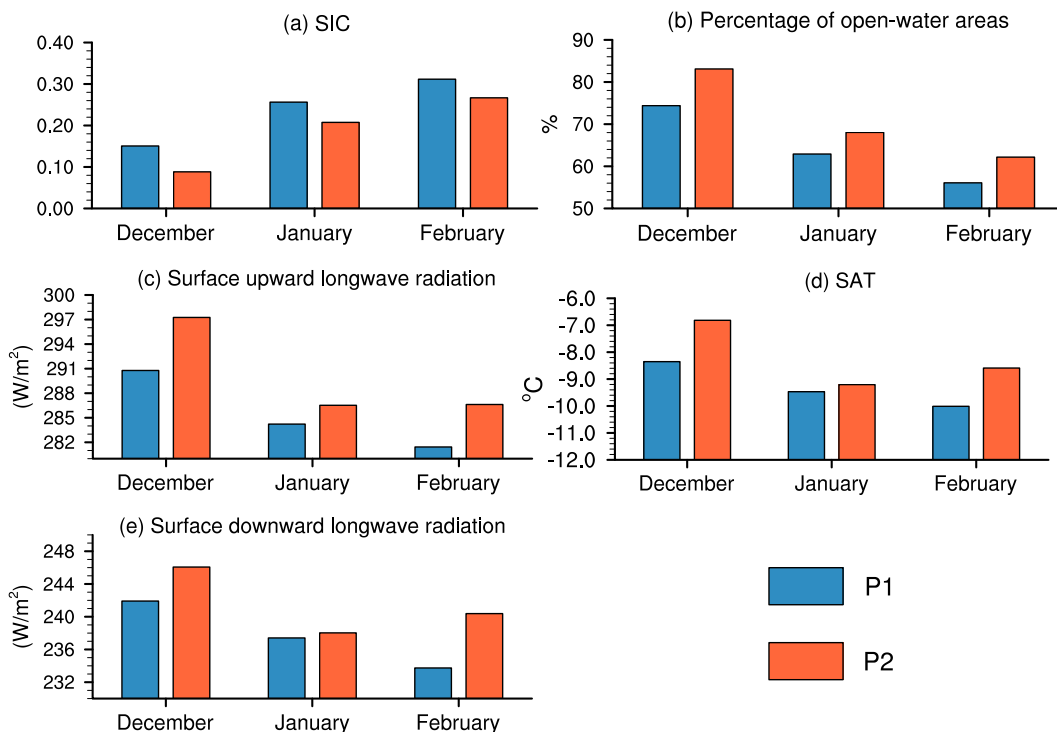 (a) SIC
0.40
0.30
0.20
0.10
0.00
December January February
(b) Percentage of open-water areas
%
90
80
70
60
50
December January February
(c) Surface upward longwave radiation
(W/m²)
300
297
294
291
288
285
282
December January February
(d) SAT
°C
-6.0
-7.0
-8.0
-9.0
-10.0
-11.0
-12.0
December January February
(e) Surface downward longwave radiation
(W/m²)
248
244
240
236
232
December January February
P1
P2